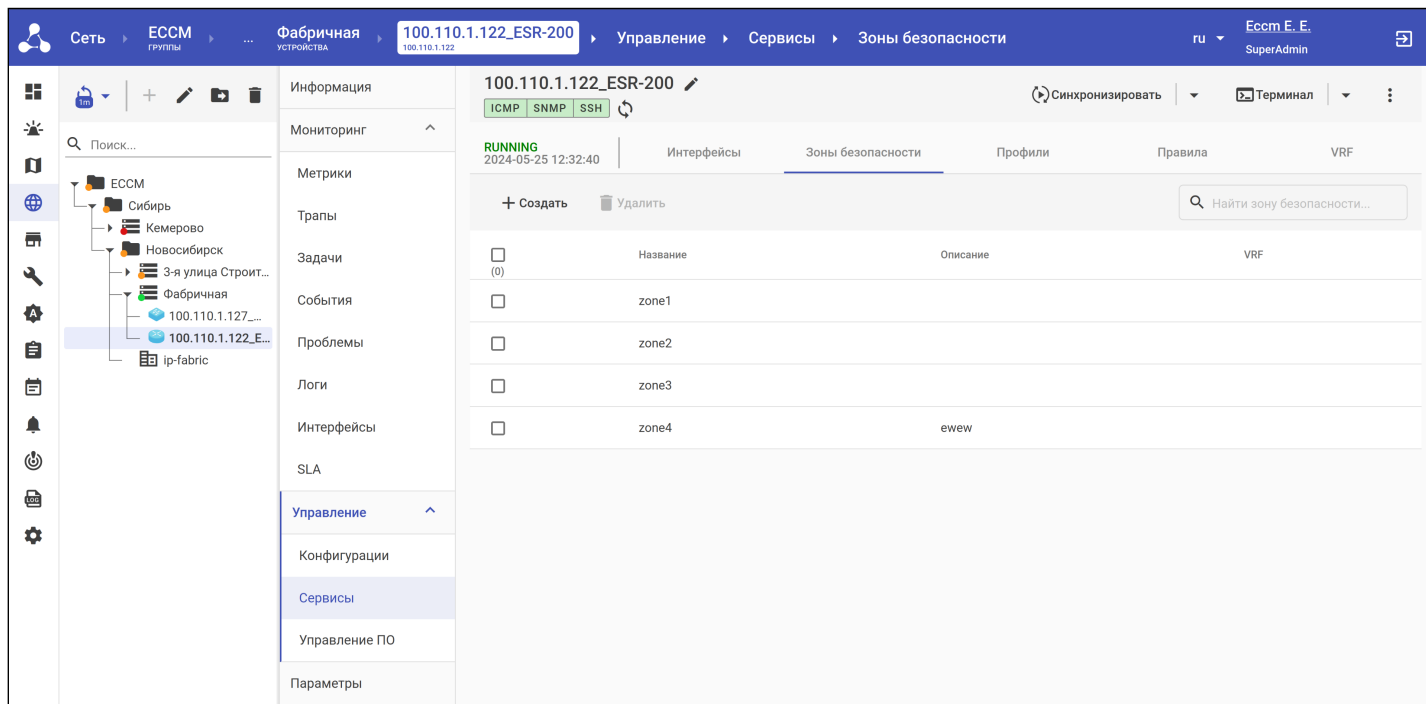 Сеть
ЕССМ
ГРУППЫ
...
Фабричная
УСТРОЙСТВА
100.110.1.122_ESR-200
100.110.1.122
Управление
Сервисы
Зоны безопасности
ru
Eccm E. E.
SuperAdmin
1m
Поиск...
ЕССМ
Сибирь
Кемерово
Новосибирск
3-я улица Строит...
Фабричная
100.110.1.127_...
100.110.1.122_E...
ip-fabric
A
LOG
Информация
Мониторинг
Метрики
Трапы
Задачи
События
Проблемы
Логи
Интерфейсы
SLA
Управление
Конфигурации
Сервисы
Управление ПО
Параметры
100.110.1.122_ESR-200
ICMP SNMP SSH
Синхронизировать
Терминал
RUNNING
2024-05-25 12:32:40
Интерфейсы Зоны безопасности Профили Правила VRF
+ Создать Удалить
Найти зону безопасности...
(0) Название Описание VRF
zone1
zone2
zone3
zone4 ewew